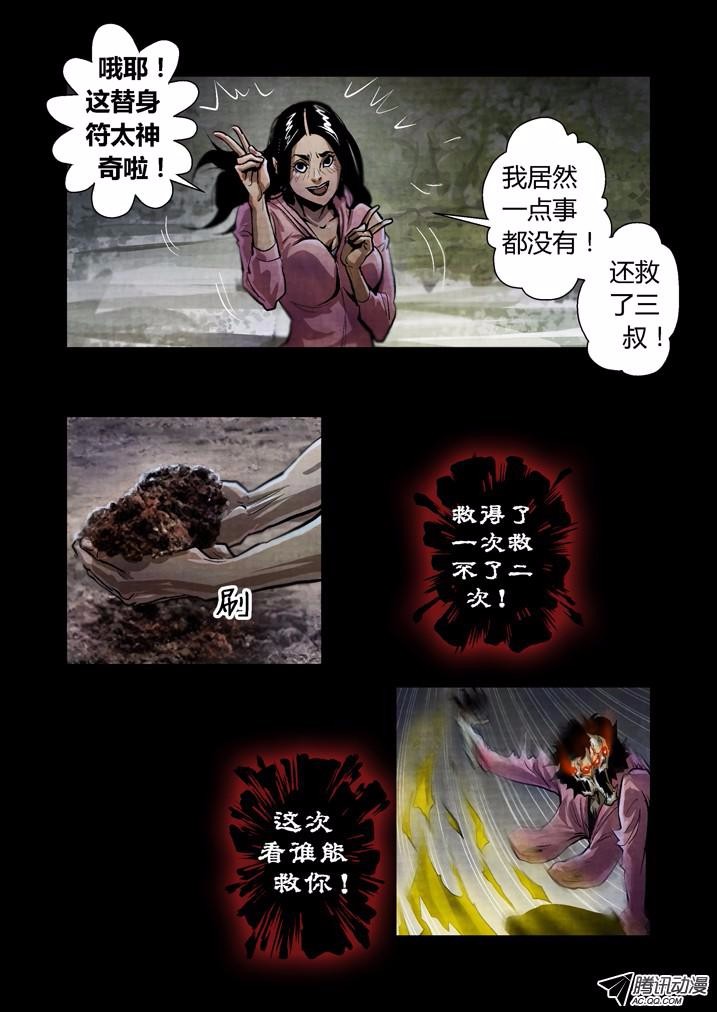 哦耶！
这替身
符太神
奇啦！
我居然
一点事
都没有！
还救
了三
叔！
刷
救得了
一次救
不了二
次！
这次
看谁能
救你！
腾讯动漫
AC.QQ.COM